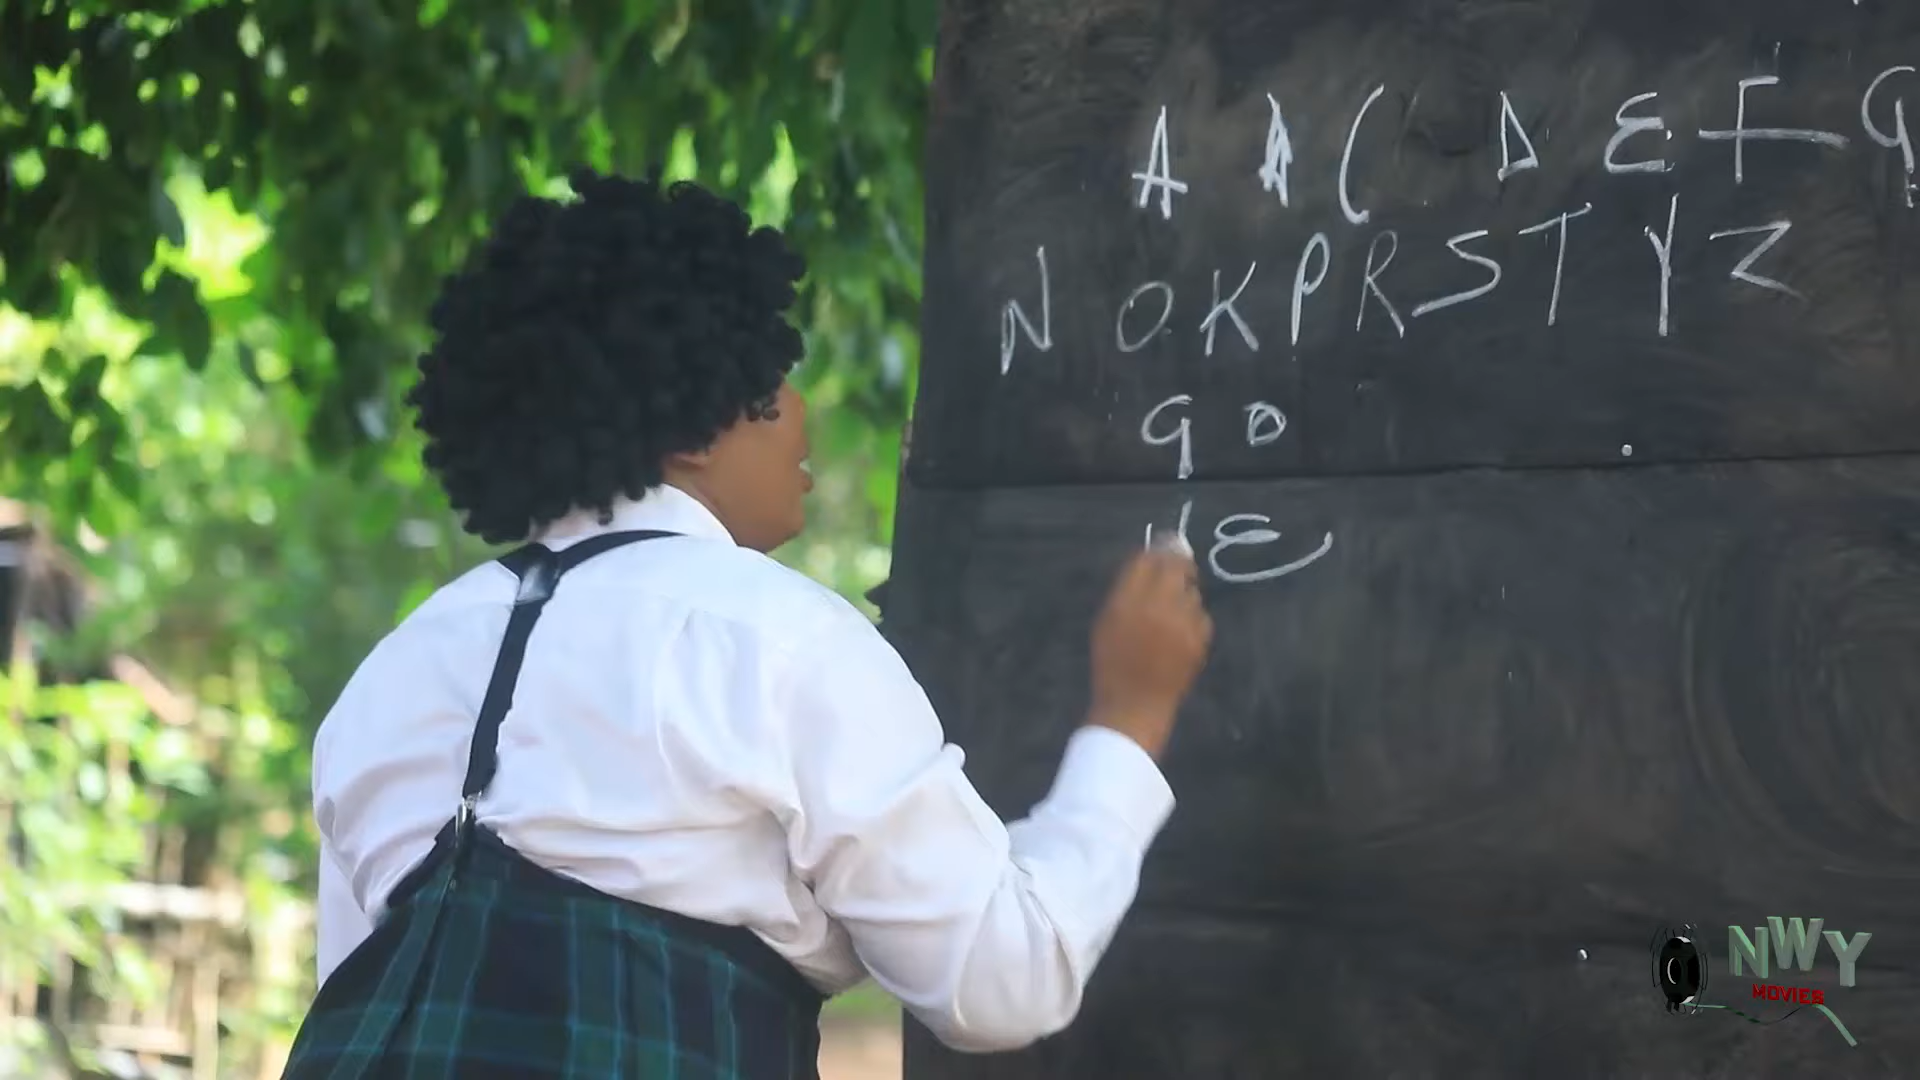 A A C D E F G
N O K P R S T Y Z
G O
E
NWY
MOVIES